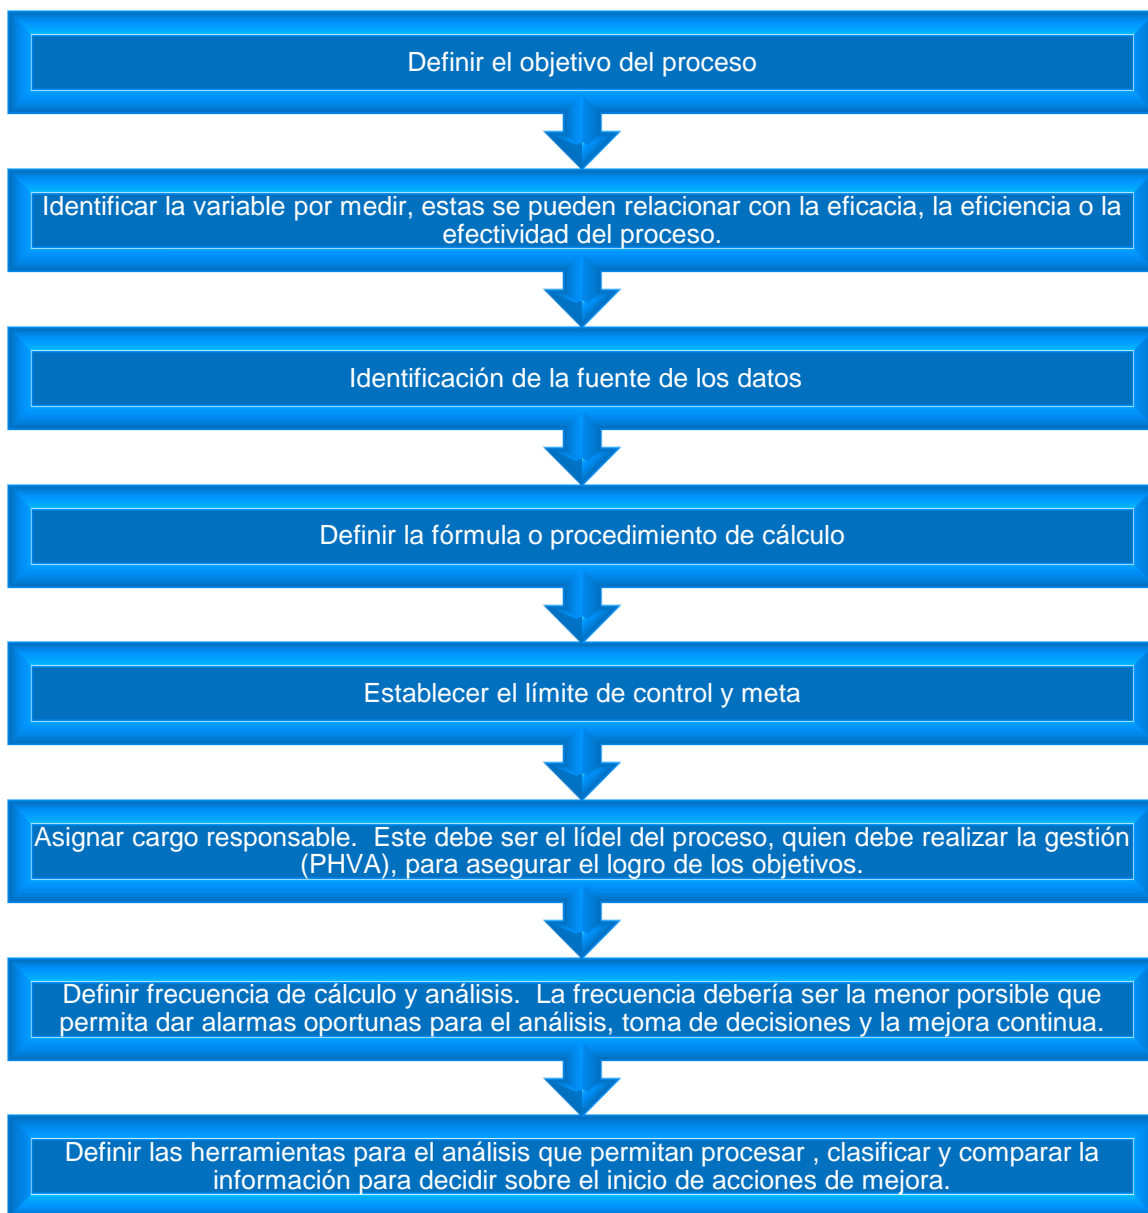 Definir el objetivo del proceso
Identificar la variable por medir, estas se pueden relacionar con la eficacia, la eficiencia o la
efectividad del proceso.
Identificación de la fuente de los datos
Definir la fórmula o procedimiento de cálculo
Establecer el límite de control y meta
Asignar cargo responsable.  Este debe ser el lídel del proceso, quien debe realizar la gestión
(PHVA), para asegurar el logro de los objetivos.
Definir frecuencia de cálculo y análisis.  La frecuencia debería ser la menor porsible que
permita dar alarmas oportunas para el análisis, toma de decisiones y la mejora continua.
Definir las herramientas para el análisis que permitan procesar , clasificar y comparar la
información para decidir sobre el inicio de acciones de mejora.